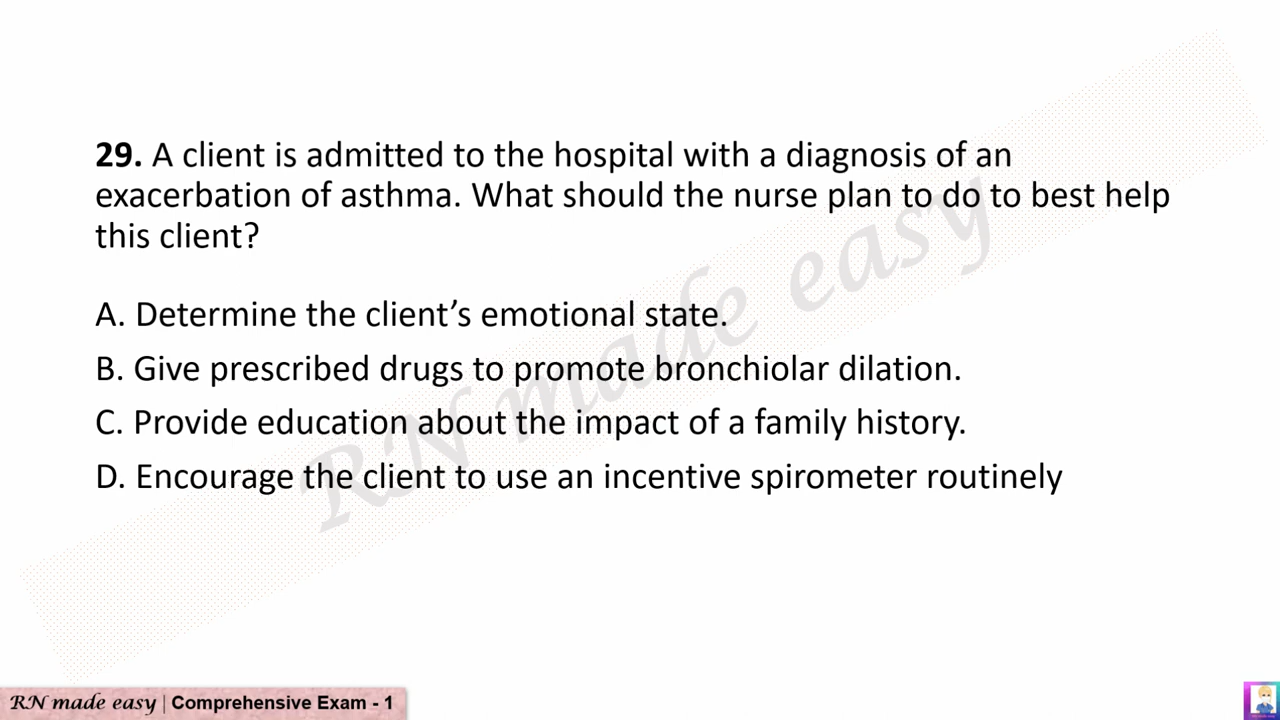 29. A client is admitted to the hospital with a diagnosis of an
exacerbation of asthma. What should the nurse plan to do to best help
this client?
A. Determine the client’s emotional state.
B. Give prescribed drugs to promote bronchiolar dilation.
C. Provide education about the impact of a family history.
D. Encourage the client to use an incentive spirometer routinely
RN made easy
RN made easy | Comprehensive Exam - 1